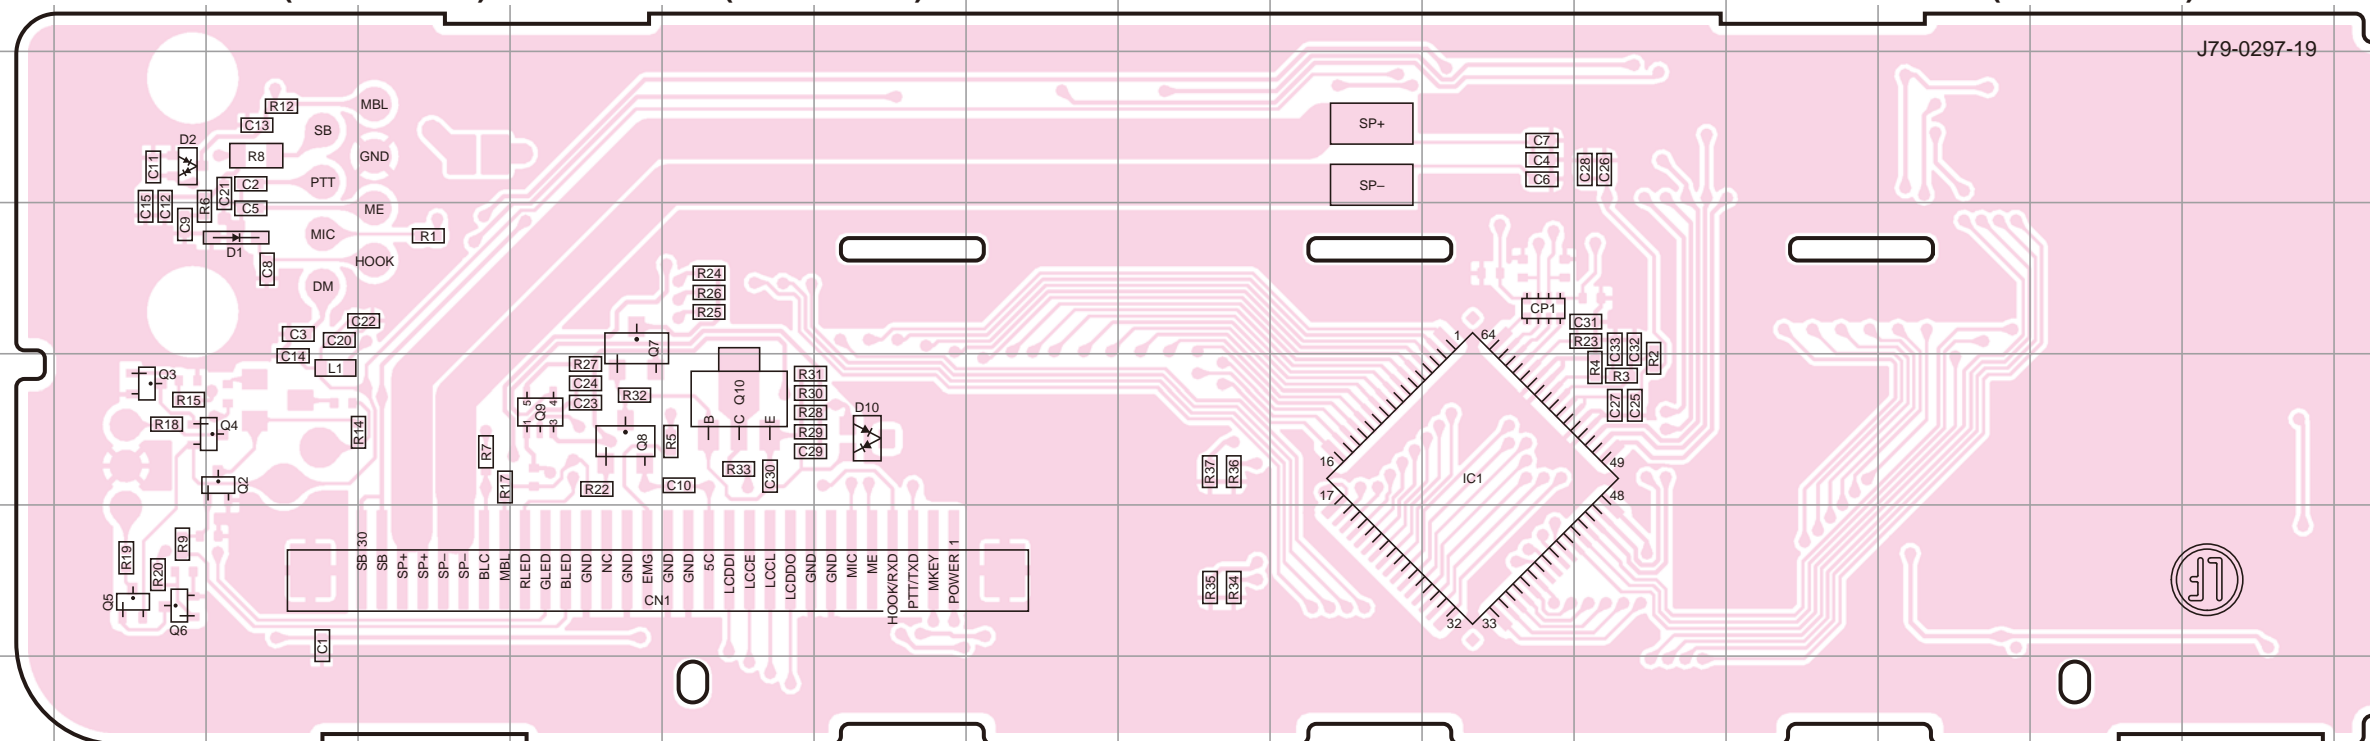 J79-0297-19
R12
MBL
C13
SB
SP+
D2
C7
R8
GND
C4
C28
C26
C11
C6
C2
PTT
SP–
C21
C15
C12
R6
C5
ME
C9
MIC
R1
D1
HOOK
C8
R24
DM
R26
R25
CP1
C22
C31
C3
C20
1
64
R23
C33
C32
R2
C14
Q7
L1
R27
R4
R3
Q3
C24
R31
R15
C23
R32
Q10
R30
C27
C25
5
4
Q9
1
3
R28
D10
R18
Q4
R14
B
C
E
R29
Q8
R5
R7
C29
16
49
R33
C30
R37
R36
IC1
Q2
R17
R22
C10
17
48
R9
R19
R20
SB 30
SB
SP+
SP+
SP–
SP–
BLC
MBL
RLED
GLED
BLED
GND
NC
GND
EMG
GND
GND
5C
LCDDI
LCCE
LCCL
LCDDO
GND
GND
MIC
ME
HOOK/RXD
PTT/TXD
MKEY
POWER 1
R35
R34
Q5
CN1
Q6
32
33
C1